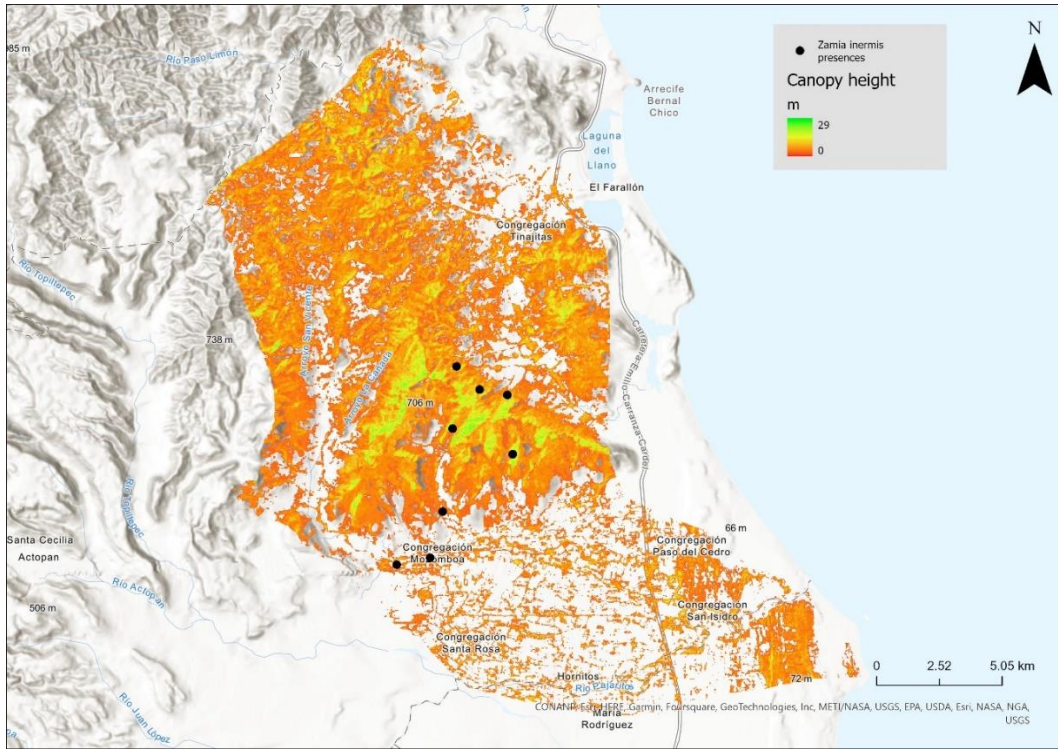 985 m
Río Paso Limón
N
Zamia inermis
presences
Canopy height
m
29
0
Arrecife
Bernal
Chico
Laguna
del
Llano
El Farallón
Congregación
Tinajitas
Río Topiltepec
738 m
Carretera-Emilio-Carranza-Cardel
706 m
Río Topiltepec
Santa Cecilia
Actopan
66 m
Congregación
Paso del Cedro
Congregación
Mozomboa
Río Actopan
506 m
Congregación
San Isidro
Congregación
Santa Rosa
Hornitos
Río Pajaritos
72 m
0
2.52
5.05 km
Río Juan López
María
Rodríguez
CONANP, Esri, HERE, Garmin, Foursquare, GeoTechnologies, Inc, METI/NASA, USGS, EPA, USDA, Esri, NASA, NGA,
USGS